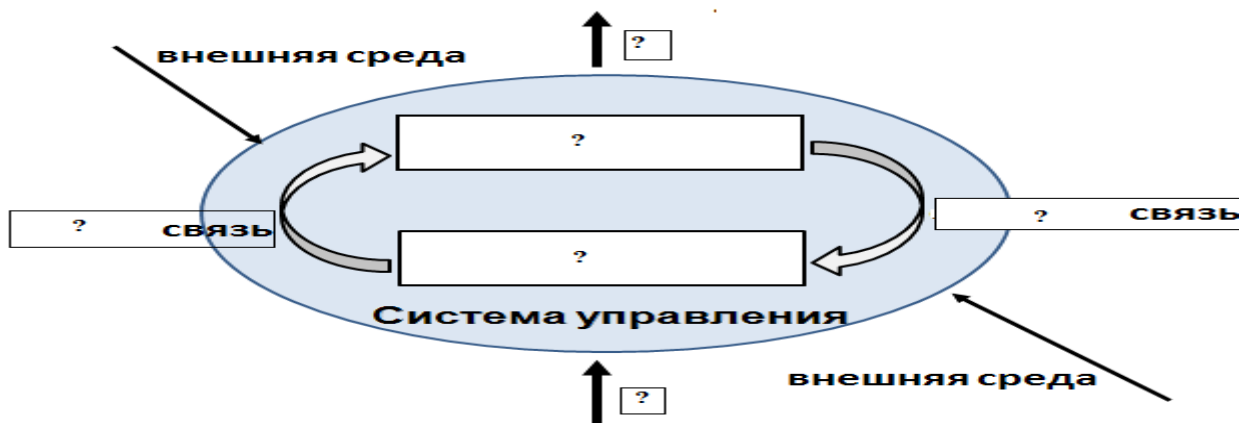 ?
внешняя среда
?
? связь
? связь
?
Система управления
внешняя среда
?